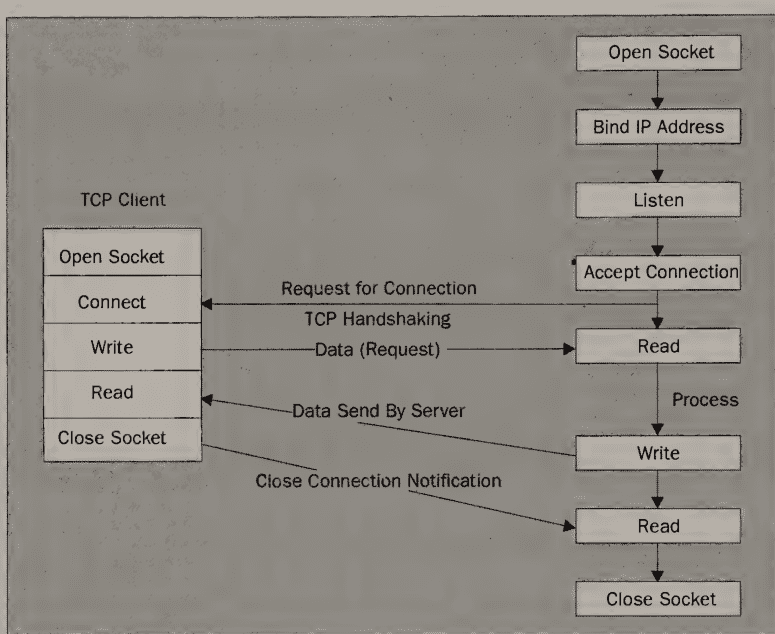 Open Socket
Bind IP Address
TCP Client
Listen
Open Socket
Accept Connection
Connect
Request for Connection
TCP Handshaking
Write
Data (Request)
Read
Read
Process
Data Send By Server
Close Socket
Write
Close Connection Notification
Read
Close Socket